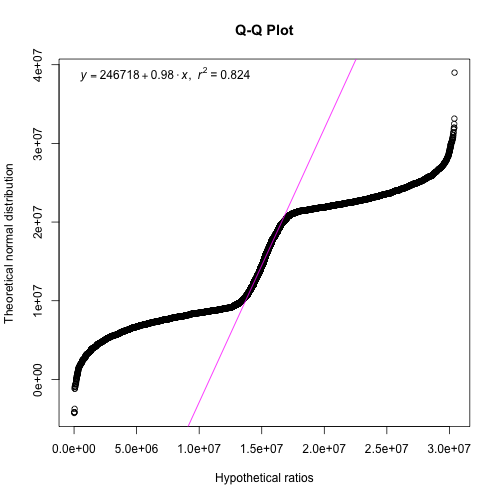 Q-Q Plot
y = 246718 + 0.98 · x, r² = 0.824
Theoretical normal distribution
4e+07
3e+07
2e+07
1e+07
0e+00
0.0e+00 5.0e+06 1.0e+07 1.5e+07 2.0e+07 2.5e+07 3.0e+07
Hypothetical ratios